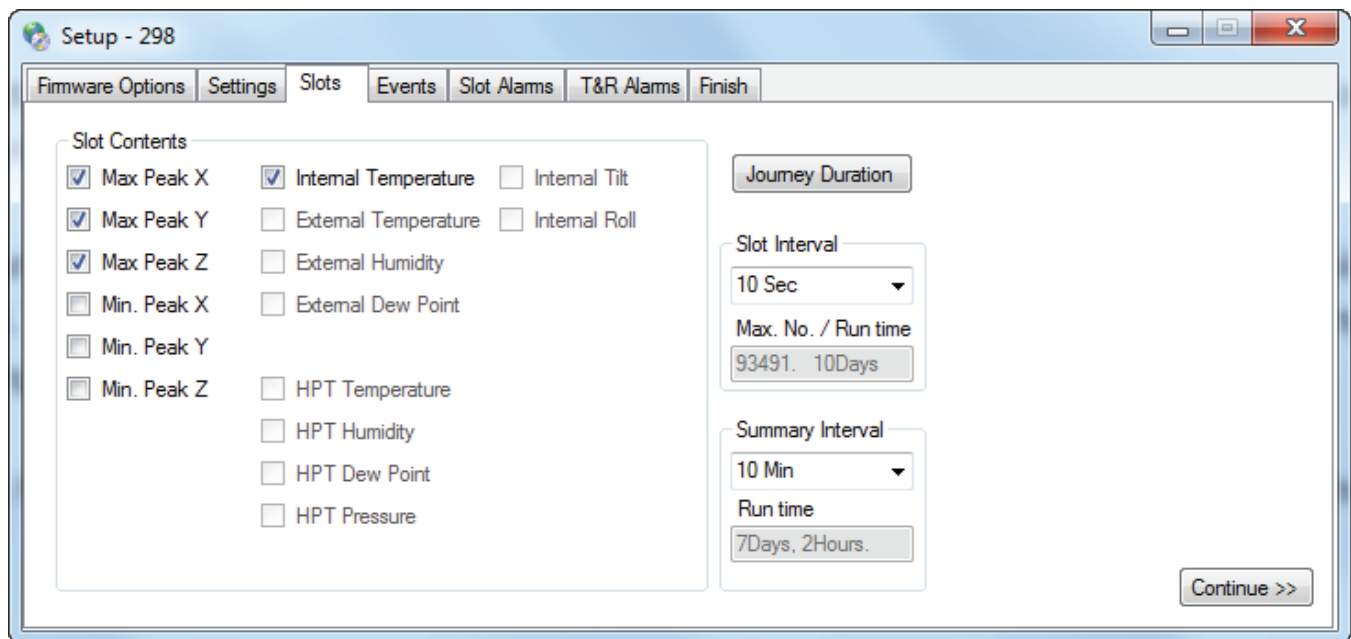 Setup - 298
Firmware Options Settings Slots Events Slot Alarms T&R Alarms Finish
Slot Contents
Max Peak X Internal Temperature Internal Tilt
Max Peak Y External Temperature Internal Roll
Max Peak Z External Humidity
Min. Peak X External Dew Point
Min. Peak Y
Min. Peak Z HPT Temperature
HPT Humidity
HPT Dew Point
HPT Pressure
Journey Duration
Slot Interval
10 Sec
Max. No. / Run time
93491. 10Days
Summary Interval
10 Min
Run time
7Days, 2Hours.
Continue >>